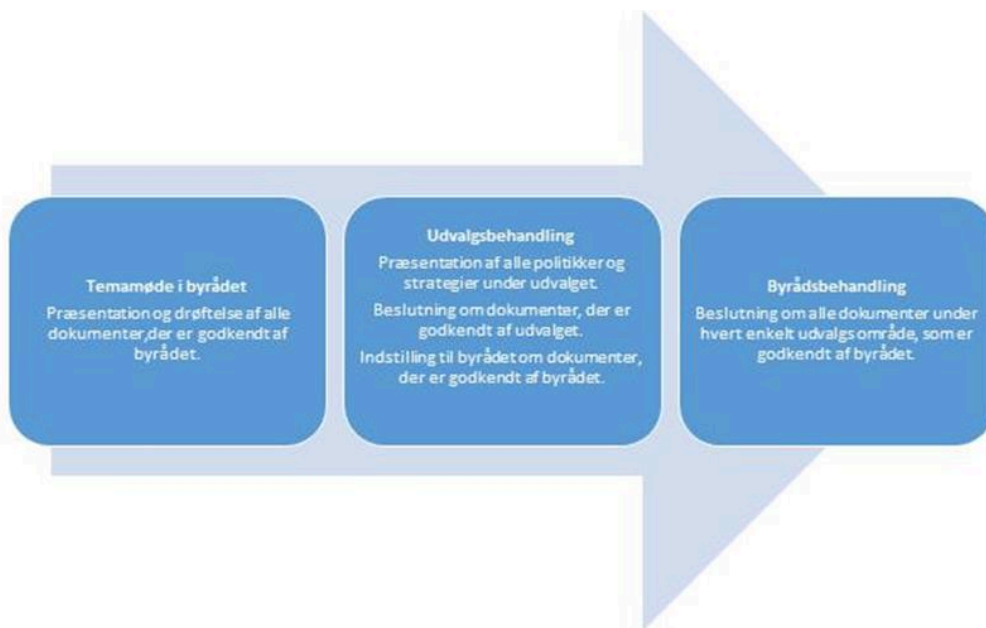 Temamøde i byrådet
Præsentation og drøftelse af alle
dokumenter,der er godkendt af
byrådet.
Udvalgsbehandling
Præsentation af alle politikker og
strategier under udvalget.
Beslutning om dokumenter, der er
godkendt af udvalget.
Indstilling til byrådet om dokumenter,
der er godkendt af byrådet.
Byrådsbehandling
Beslutning om alle dokumenter under
hvert enkelt udvalgs område, som er
godkendt af byrådet.